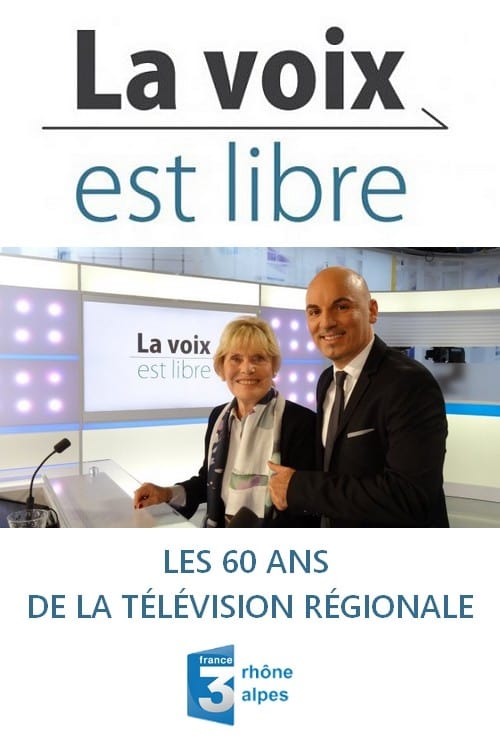 La voix
est libre
La voix
est libre
LES 60 ANS
DE LA TÉLÉVISION RÉGIONALE
france
3
rhône
alpes